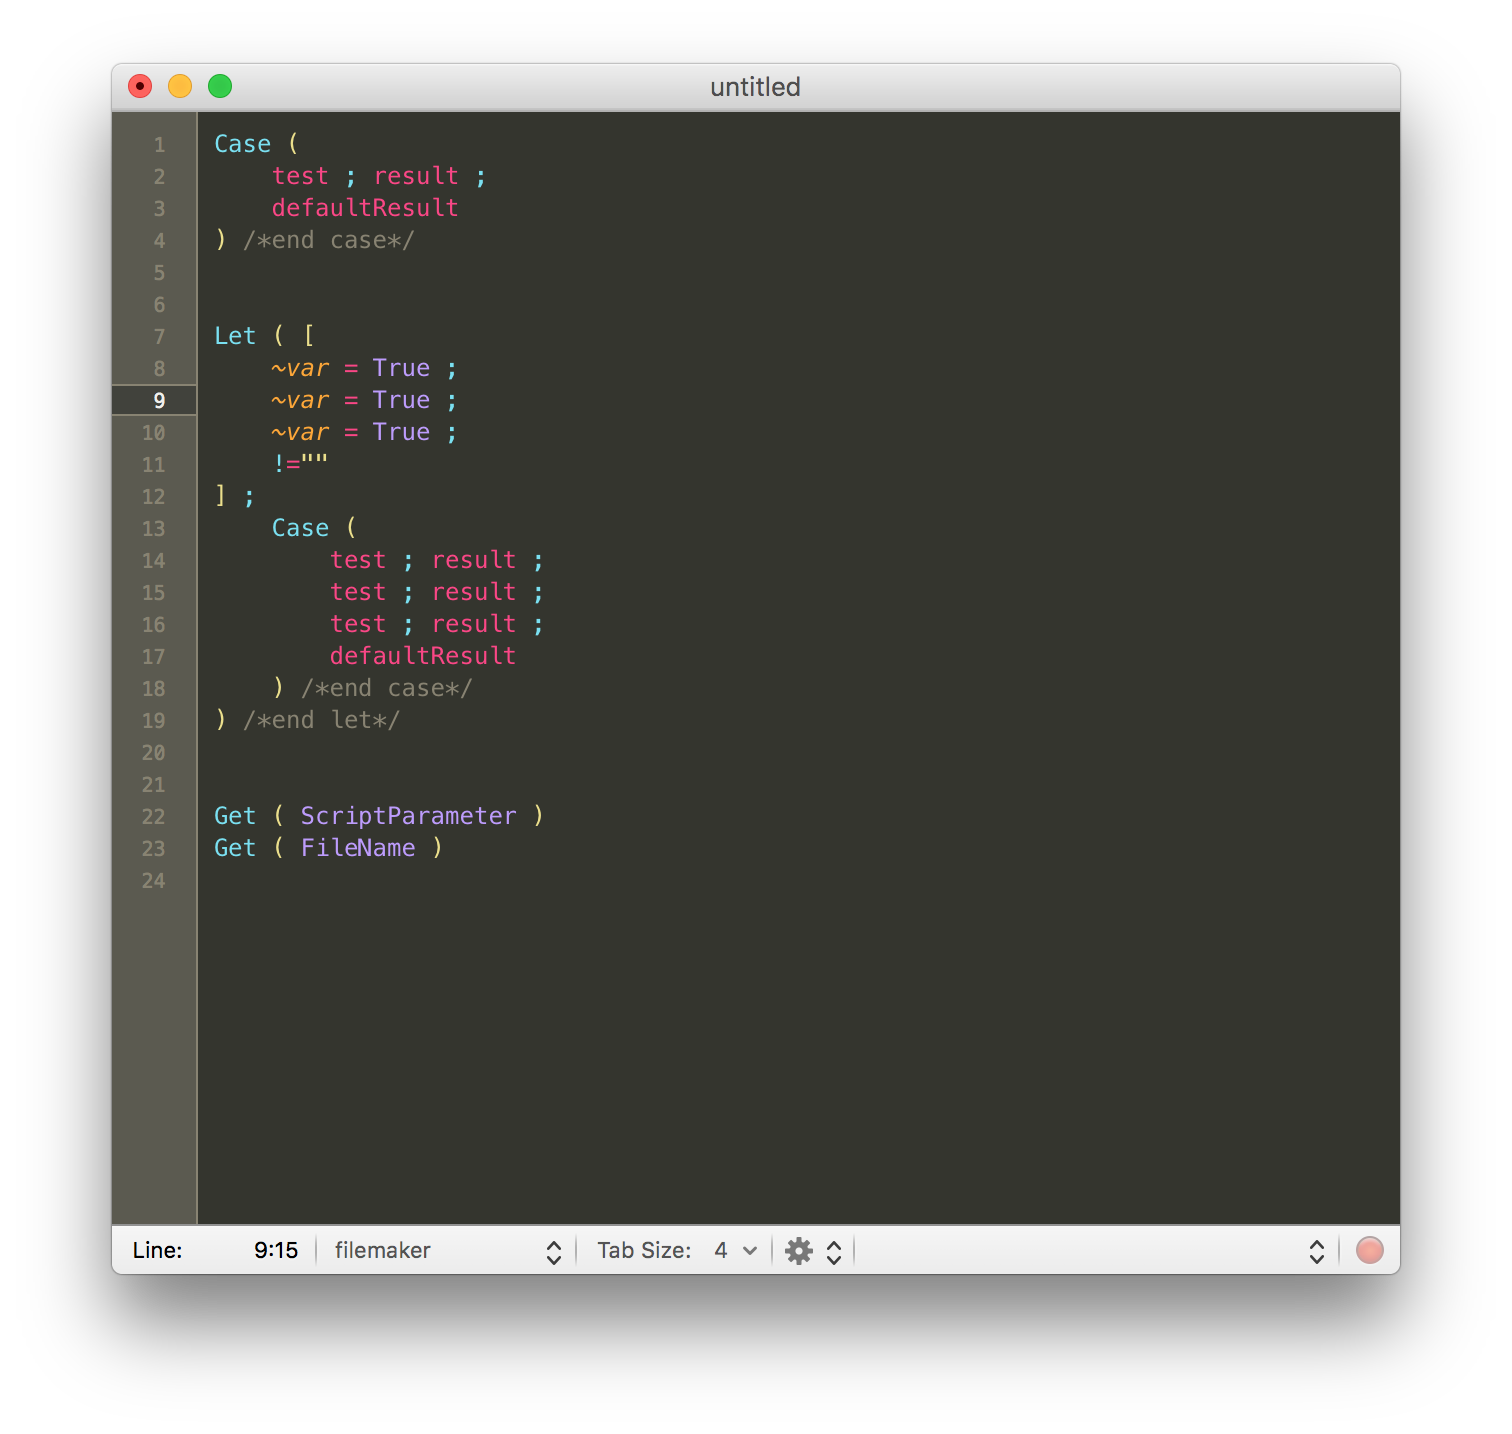 untitled
1 Case (
2     test ; result ;
3     defaultResult
4 ) /*end case*/
5
6
7 Let ( [
8     ~var = True ;
9     ~var = True ;
10     ~var = True ;
11     !=""
12 ] ;
13     Case (
14         test ; result ;
15         test ; result ;
16         test ; result ;
17         defaultResult
18     ) /*end case*/
19 ) /*end let*/
20
21
22 Get ( ScriptParameter )
23 Get ( FileName )
24
Line: 9:15 filemaker Tab Size: 4